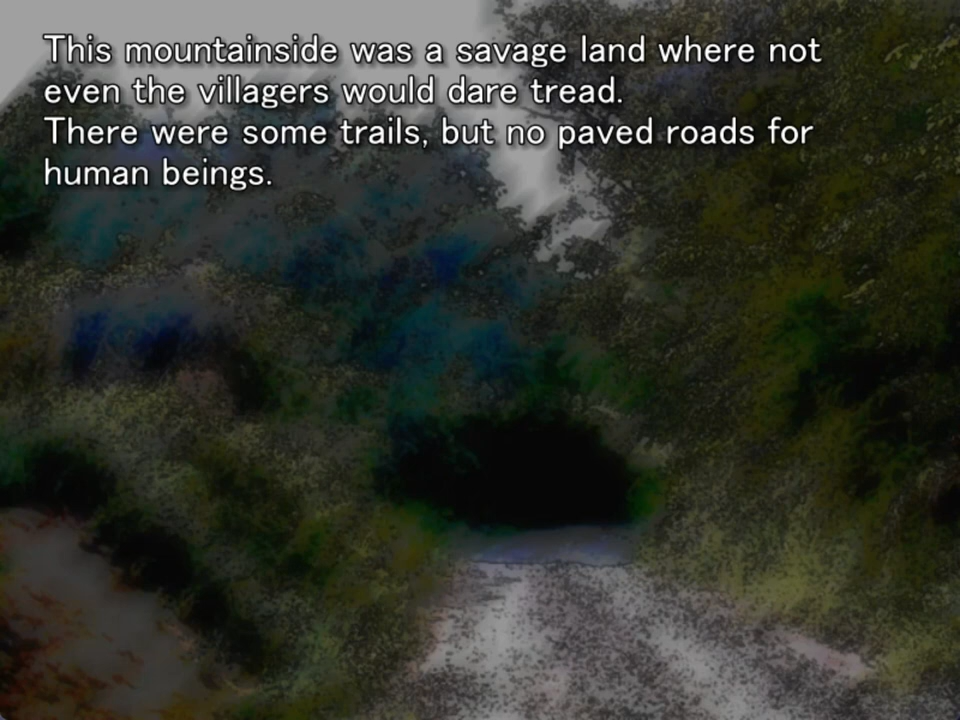 This mountainside was a savage land where not
even the villagers would dare tread.
There were some trails, but no paved roads for
human beings.